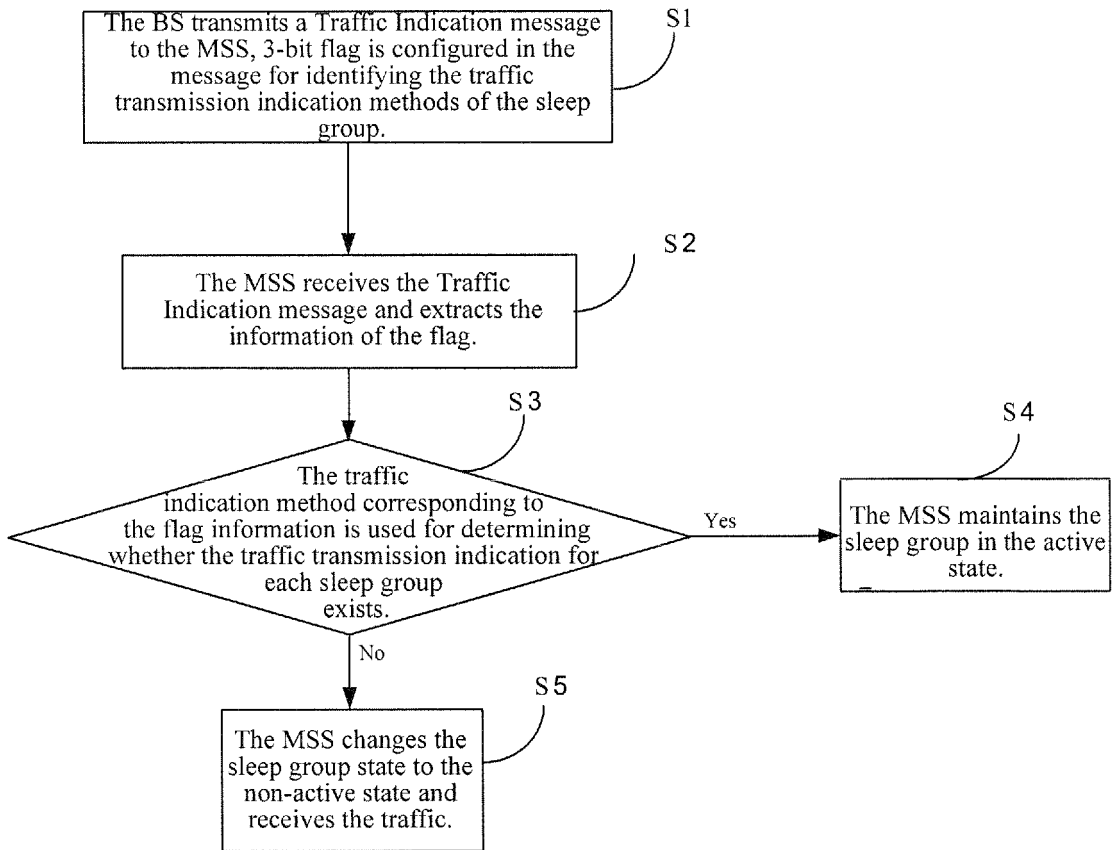 The BS transmits a Traffic Indication message
to the MSS, 3-bit flag is configured in the
message for identifying the traffic
transmission indication methods of the sleep
group.
S1
The MSS receives the Traffic
Indication message and extracts the
information of the flag.
S2
The traffic
indication method corresponding to
the flag information is used for determining
whether the traffic transmission indication for
each sleep group
exists.
S3
Yes
The MSS maintains the
sleep group in the active
state.
S4
No
The MSS changes the
sleep group state to the
non-active state and
receives the traffic.
S5